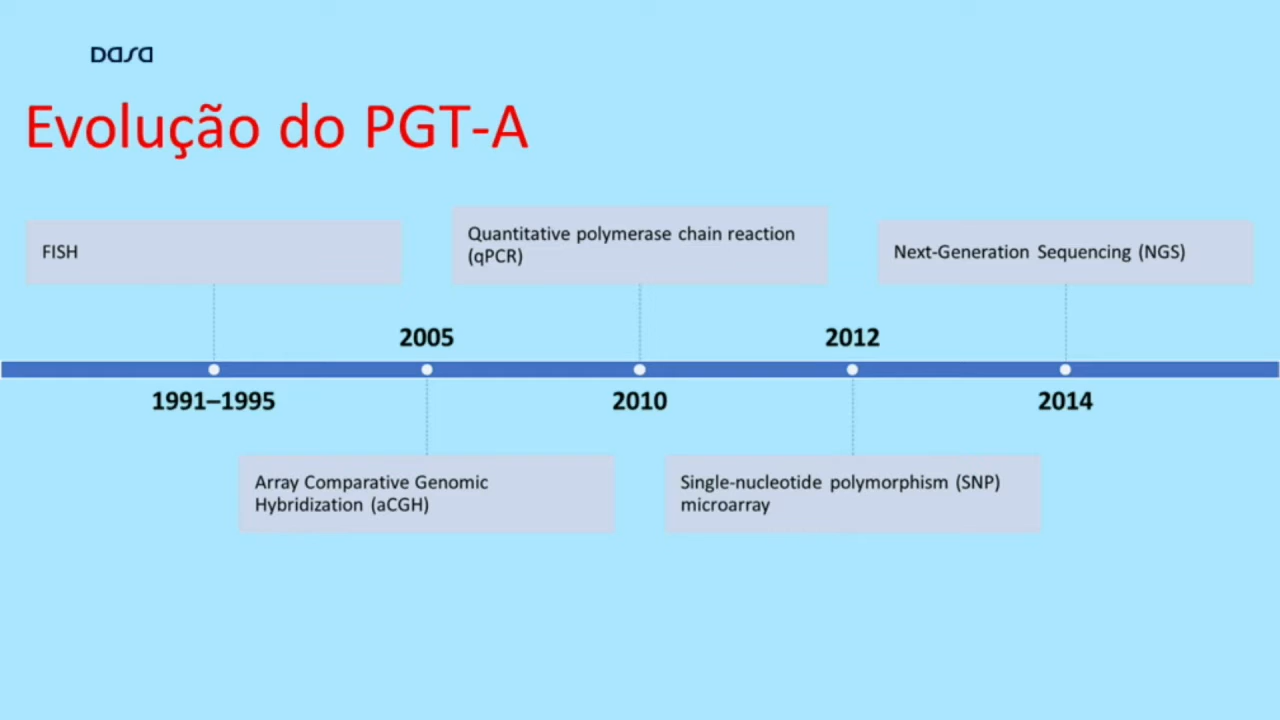 Dasa
Evolução do PGT-A
FISH
Quantitative polymerase chain reaction
(qPCR)
Next-Generation Sequencing (NGS)
2005
2012
1991–1995
2010
2014
Array Comparative Genomic
Hybridization (aCGH)
Single-nucleotide polymorphism (SNP)
microarray